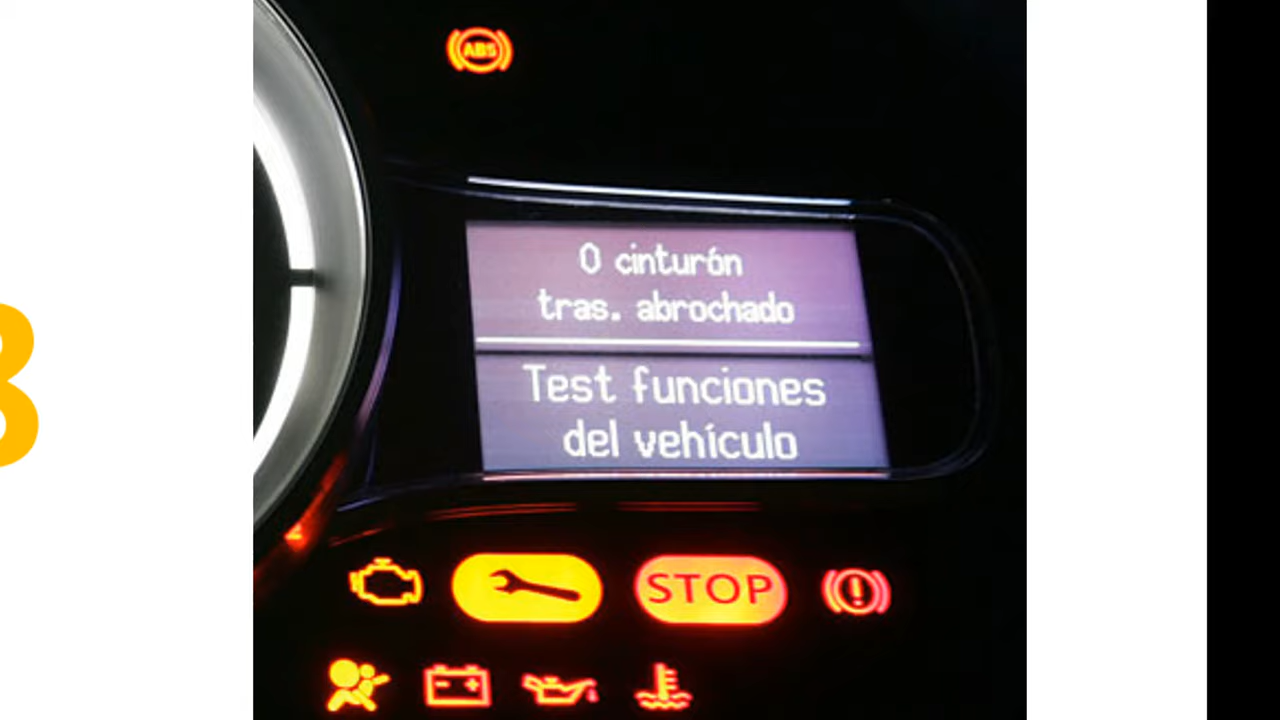 ABS
0 cinturón
tras. abrochado
Test funciones
del vehículo
STOP